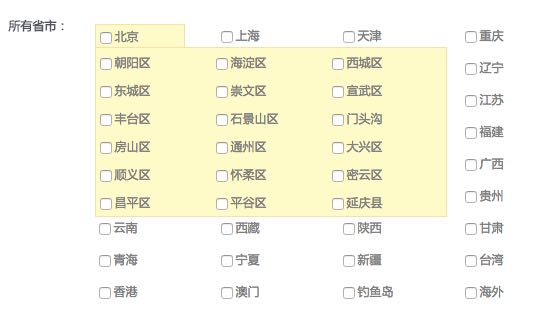 所有省市：
北京 上海 天津 重庆
朝阳区 海淀区 西城区
辽宁
东城区 崇文区 宣武区
江苏
丰台区 石景山区 门头沟
福建
房山区 通州区 大兴区
广西
顺义区 怀柔区 密云区
贵州
昌平区 平谷区 延庆县
云南 西藏 陕西 甘肃
青海 宁夏 新疆 台湾
香港 澳门 钓鱼岛 海外